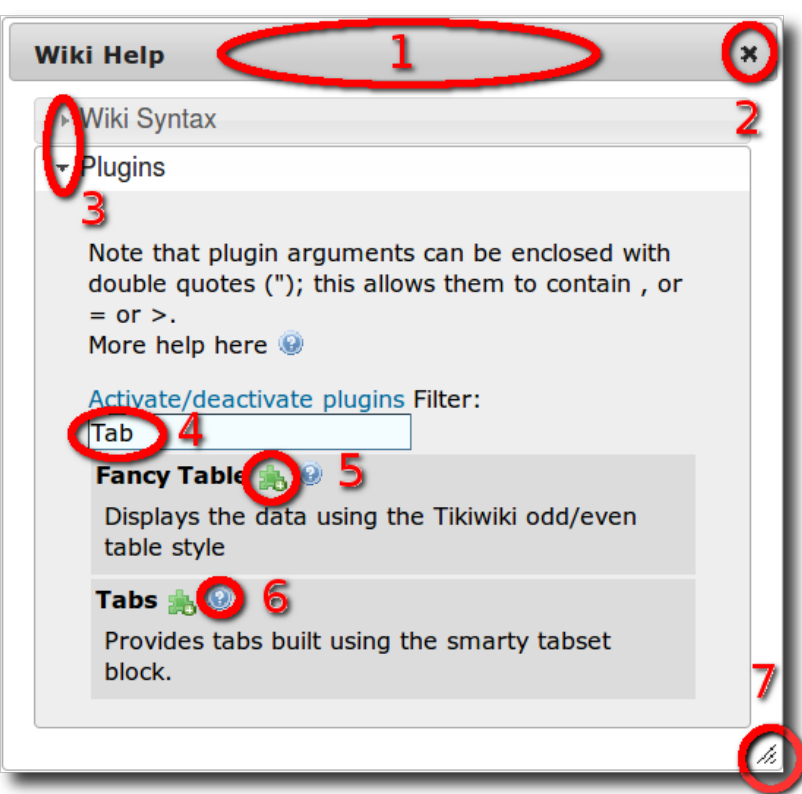 Wiki Help 1
2
Wiki Syntax
Plugins
3
Note that plugin arguments can be enclosed with
double quotes ("); this allows them to contain , or
= or >.
More help here ?
Activate/deactivate plugins Filter:
Tab 4
Fancy Table ? 5
Displays the data using the Tikiwiki odd/even
table style
Tabs ? 6
Provides tabs built using the smarty tabset
block.
7